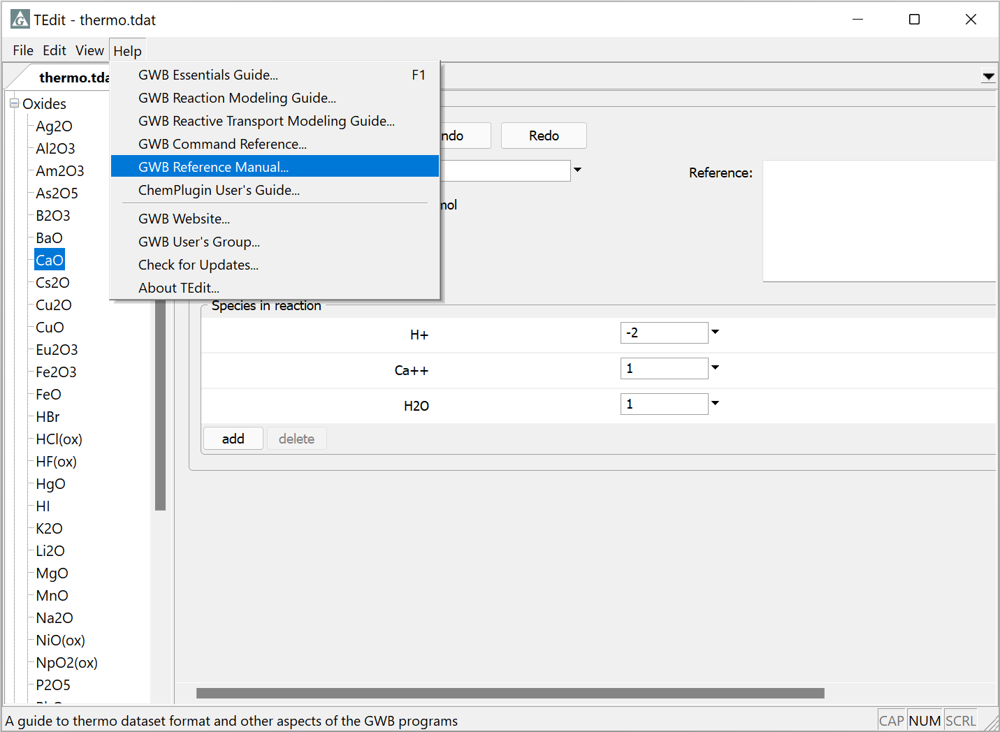 TEdit - thermo.tdat
File Edit View Help
thermo.tda
GWB Essentials Guide... F1
GWB Reaction Modeling Guide...
GWB Reactive Transport Modeling Guide...
GWB Command Reference...
GWB Reference Manual...
ChemPlugin User's Guide...
GWB Website...
GWB User's Group...
Check for Updates...
About TEdit...
Oxides
Ag2O
Al2O3
Am2O3
As2O5
B2O3
BaO
CaO
Cs2O
Cu2O
CuO
Eu2O3
Fe2O3
FeO
HBr
HCl(ox)
HF(ox)
HgO
HI
K2O
Li2O
MgO
MnO
Na2O
NiO(ox)
NpO2(ox)
P2O5
ndo Redo
Reference:
mol
Species in reaction
H+ -2
Ca++ 1
H2O 1
add delete
A guide to thermo dataset format and other aspects of the GWB programs
CAP NUM SCRL